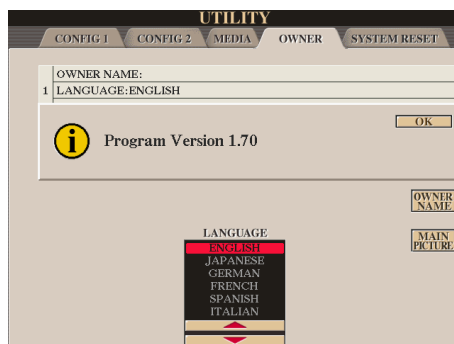 UTILITY
CONFIG 1 CONFIG 2 MEDIA OWNER SYSTEM RESET
OWNER NAME:
1 LANGUAGE:ENGLISH
OK
i Program Version 1.70
OWNER
NAME
LANGUAGE
MAIN
PICTURE
ENGLISH
JAPANESE
GERMAN
FRENCH
SPANISH
ITALIAN